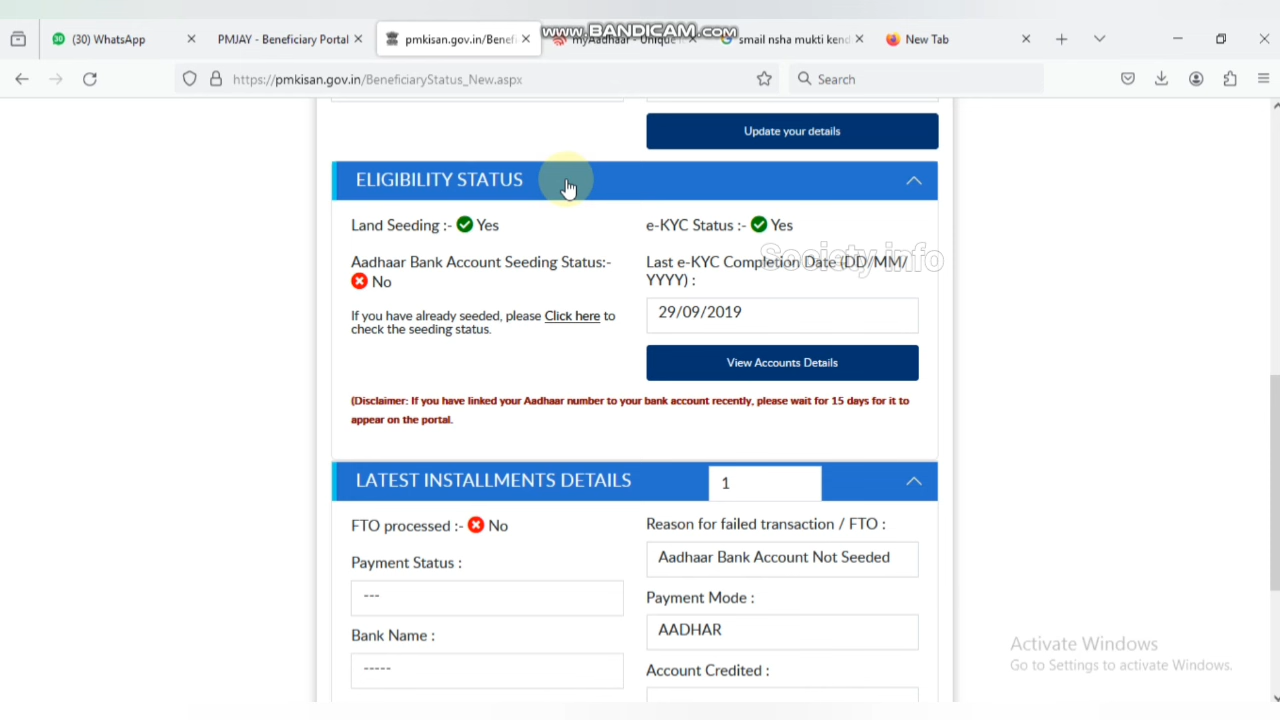 www.BANDICAM.com
(30) WhatsApp
PMJAY - Beneficiary Portal
pmkisan.gov.in/Benef
myAadhaar - Unique
smail nsha mukti kend
New Tab
https://pmkisan.gov.in/BeneficiaryStatus_New.aspx
Search
Update your details
ELIGIBILITY STATUS
Land Seeding :- Yes
e-KYC Status :- Yes
Society info
Aadhaar Bank Account Seeding Status:-
No
Last e-KYC Completion Date (DD/MM/
YYYY) :
29/09/2019
If you have already seeded, please Click here to
check the seeding status.
View Accounts Details
(Disclaimer: If you have linked your Aadhaar number to your bank account recently, please wait for 15 days for it to
appear on the portal.
LATEST INSTALLMENTS DETAILS
1
FTO processed :- No
Reason for failed transaction / FTO :
Aadhaar Bank Account Not Seeded
Payment Status :
---
Payment Mode :
AADHAR
Bank Name :
-----
Account Credited :
Activate Windows
Go to Settings to activate Windows.